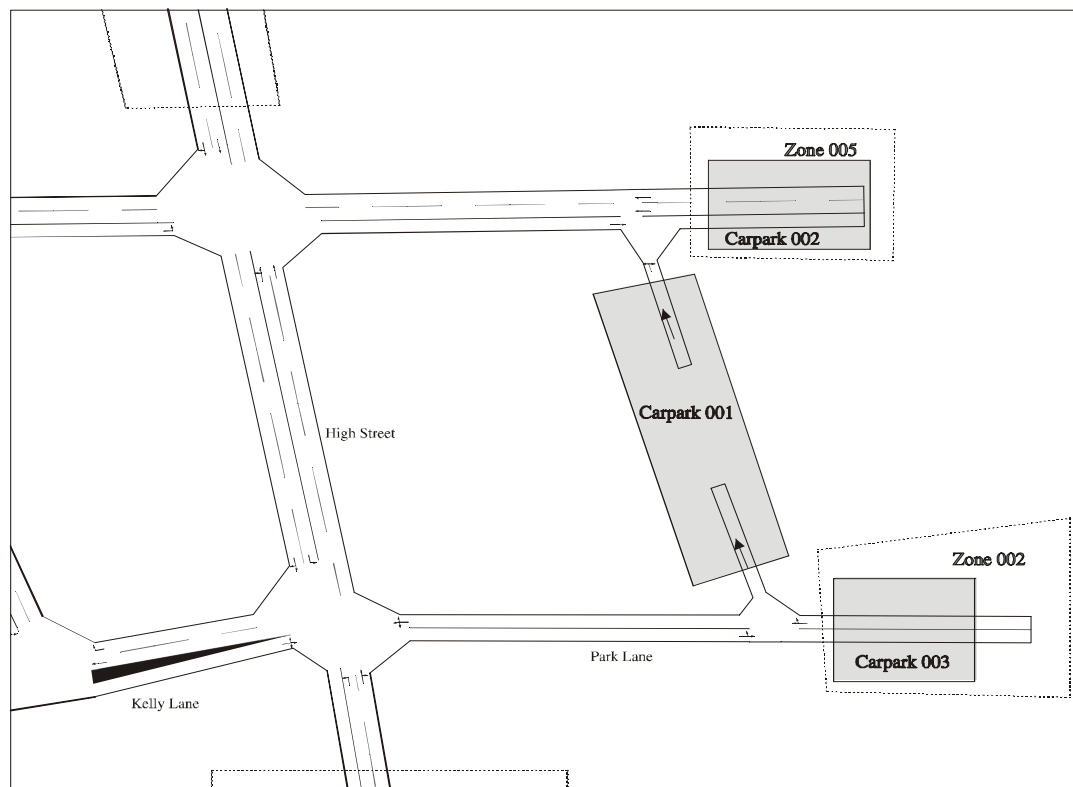 Zone 005
Carpark 002
Carpark 001
High Street
Zone 002
Park Lane
Carpark 003
Kelly Lane